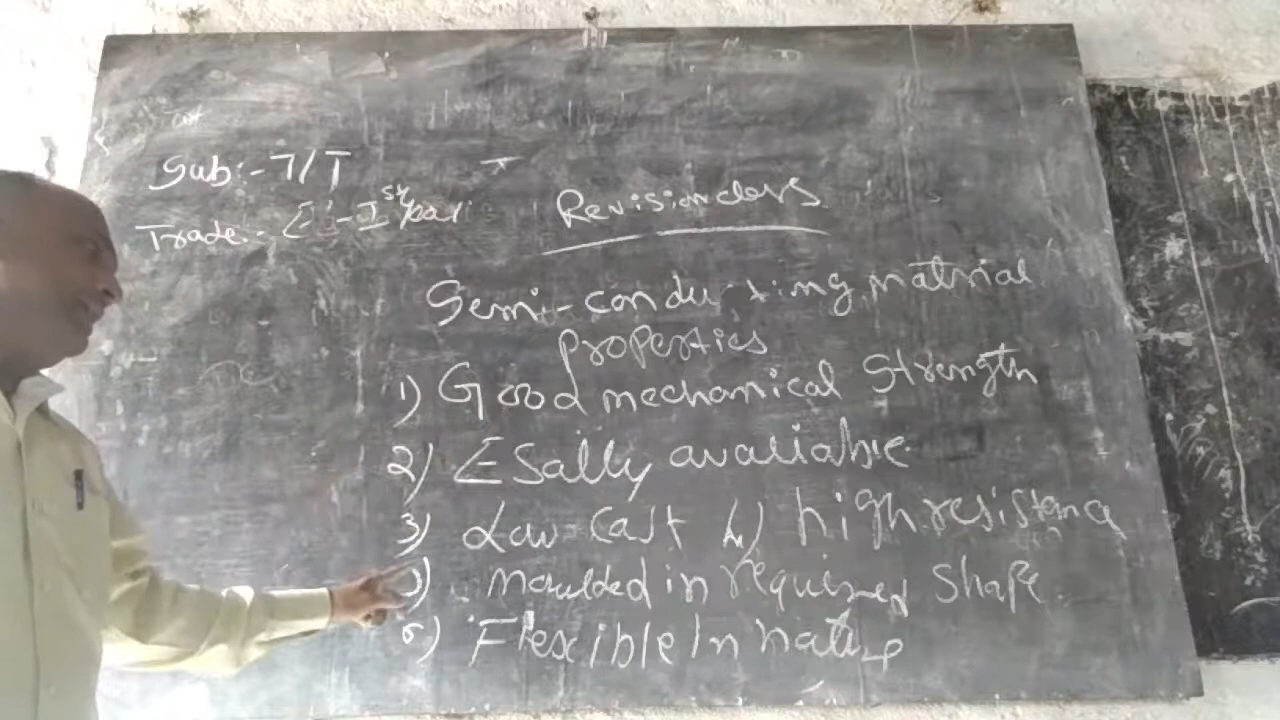 Sub:- T/T
Trade:- E - Ist year
Revision class
Semi-conducting material
properties
1) Good mechanical strength
2) Esally avaliable
3) Low cast 4) high resistance
5) Moulded in required shape.
6) Flexible In nature